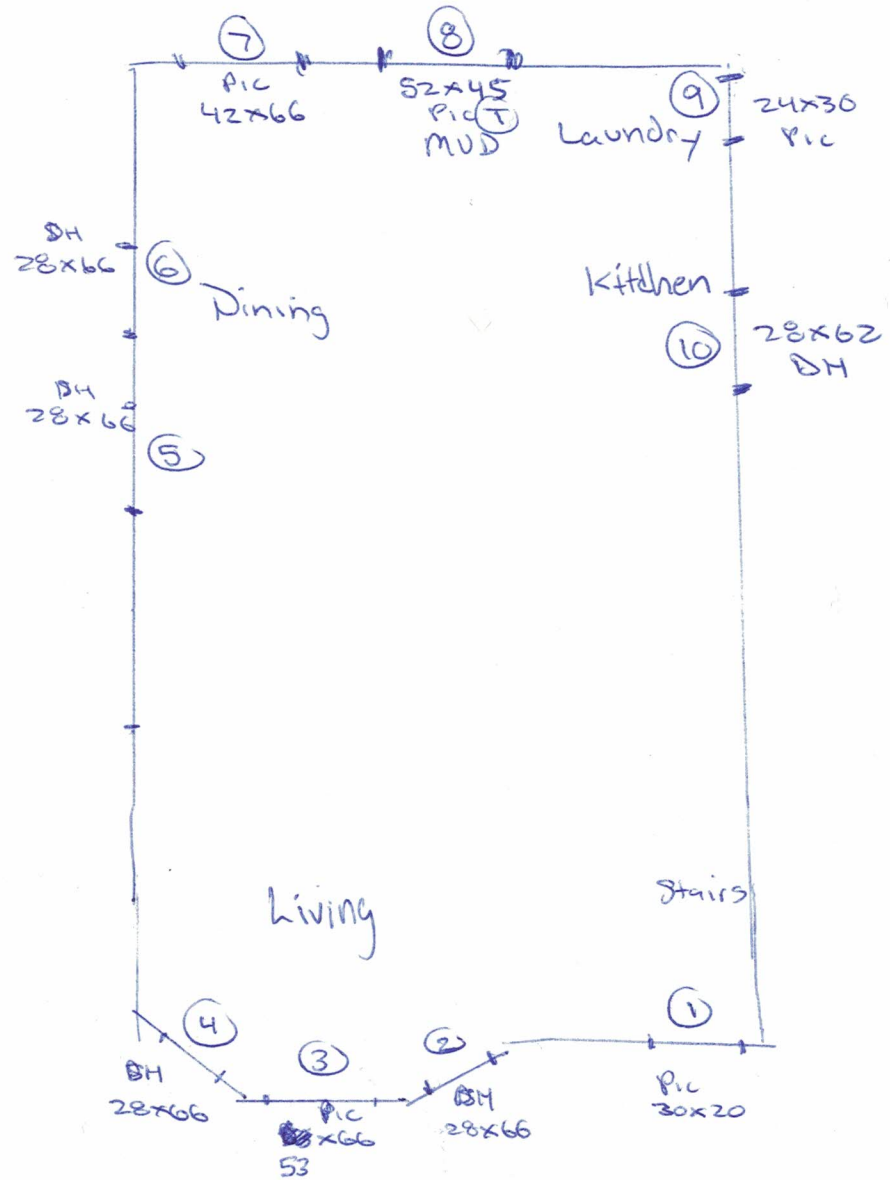 7
Pic
42x66
8
52x45
Pic T
MUD
9
Laundry
24x30
Pic
DH
28x66
6
Dining
Kitchen
10
28x62
DH
DH
28x66
5
Living
Stairs
4
DH
28x66
3
Pic
x66
53
2
DH
28x66
1
Pic
30x20